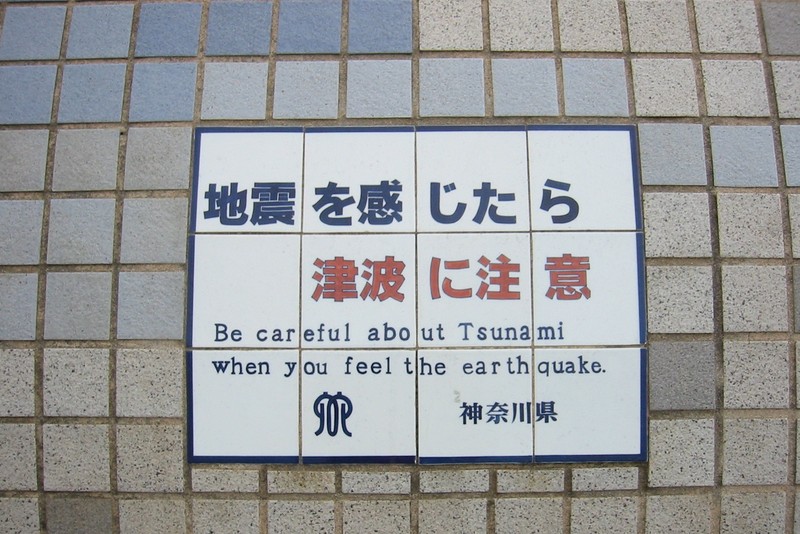 地震を感じたら
津波に注意
Be careful about Tsunami
when you feel the earthquake.
神奈川県